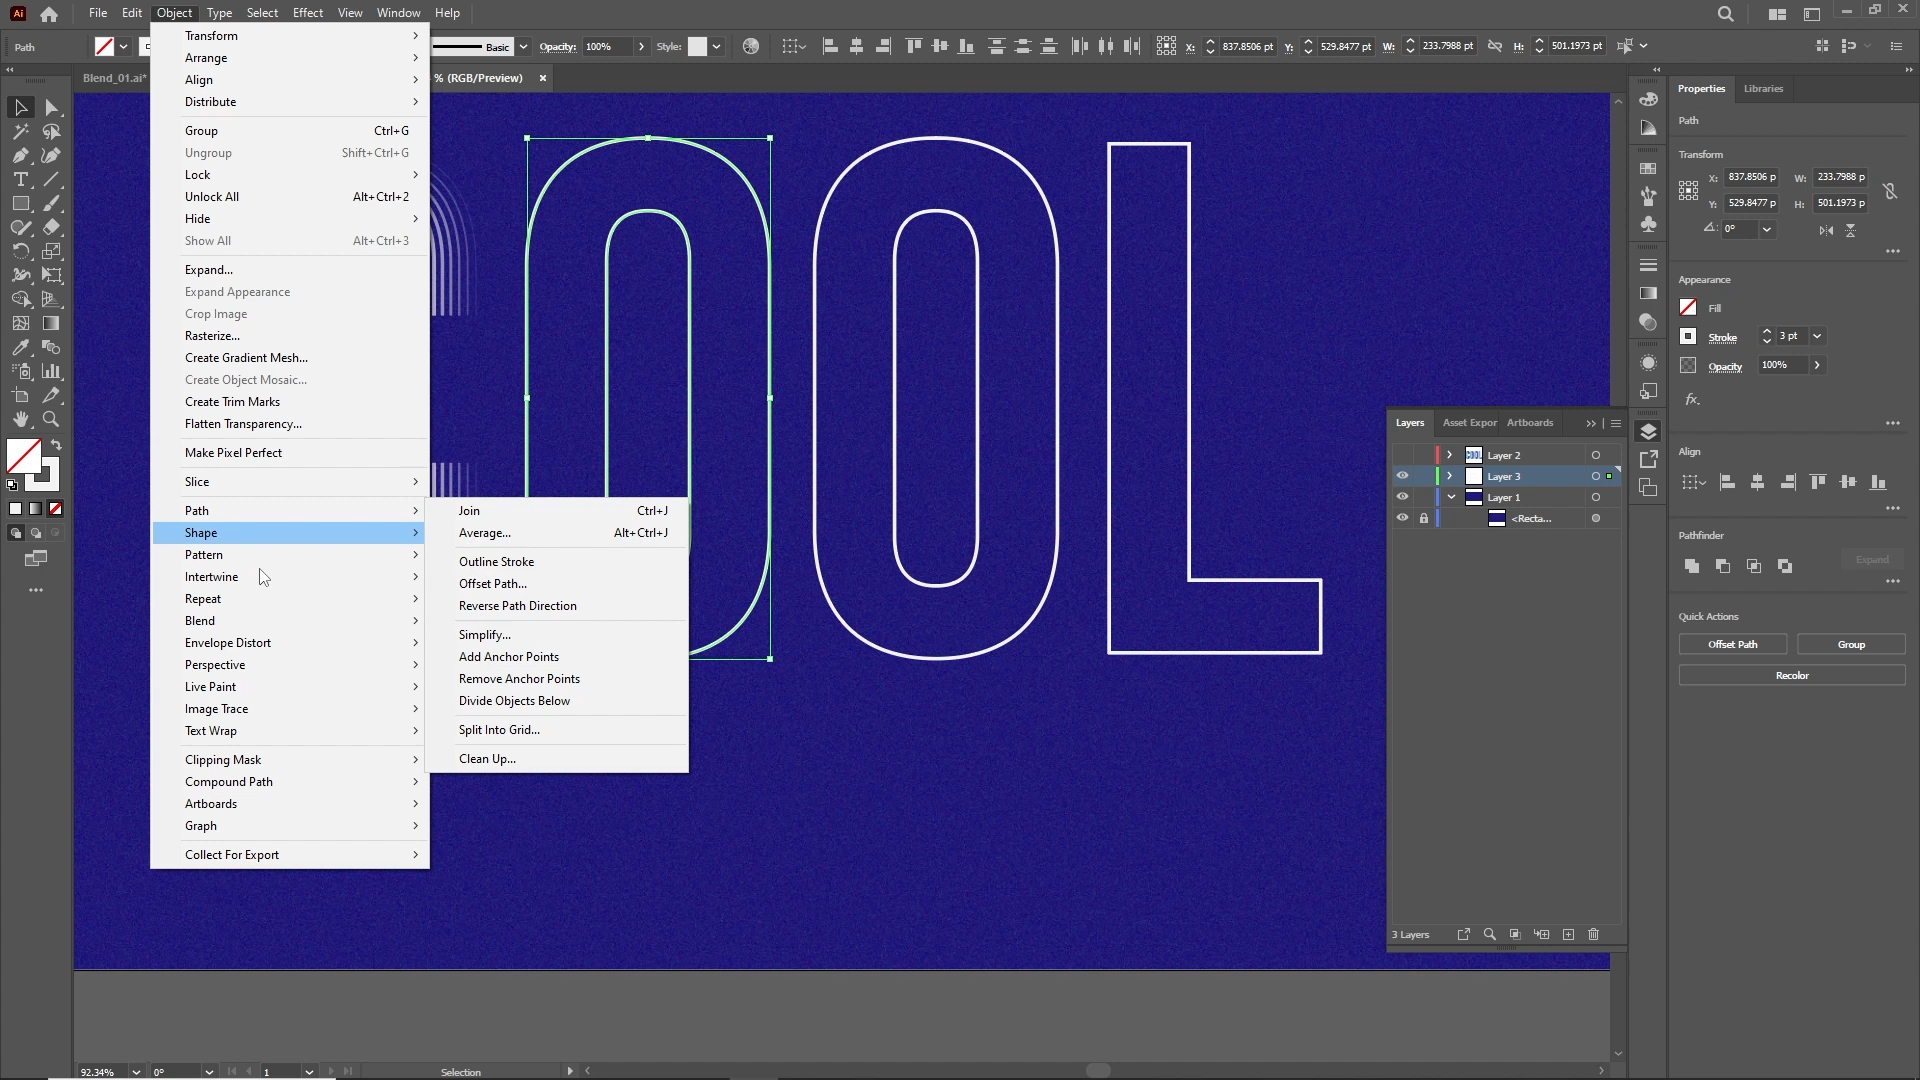 Ai
File Edit Object Type Select Effect View Window Help
Path
Basic Opacity: 100% Style: X: 837.8506 pt Y: 529.8477 pt W: 233.7988 pt H: 501.1973 pt
Blend_01.ai* % (RGB/Preview)
Transform
Arrange
Align
Distribute
Group Ctrl+G
Ungroup Shift+Ctrl+G
Lock
Unlock All Alt+Ctrl+2
Hide
Show All Alt+Ctrl+3
Expand...
Expand Appearance
Crop Image
Rasterize...
Create Gradient Mesh...
Create Object Mosaic...
Create Trim Marks
Flatten Transparency...
Make Pixel Perfect
Slice
Path
Shape
Pattern
Intertwine
Repeat
Blend
Envelope Distort
Perspective
Live Paint
Image Trace
Text Wrap
Clipping Mask
Compound Path
Artboards
Graph
Collect For Export
Join Ctrl+J
Average... Alt+Ctrl+J
Outline Stroke
Offset Path...
Reverse Path Direction
Simplify...
Add Anchor Points
Remove Anchor Points
Divide Objects Below
Split Into Grid...
Clean Up...
OOL
Layers Asset Expor Artboards
Layer 2
Layer 3
Layer 1
<Recta...
3 Layers
Properties Libraries
Path
Transform
X: 837.8506 p W: 233.7988 p
Y: 529.8477 p H: 501.1973 p
0°
Appearance
Fill
Stroke 3 pt
Opacity 100%
fx.
Align
Pathfinder
Expand
Quick Actions
Offset Path Group
Recolor
92.34% 0° 1 Selection